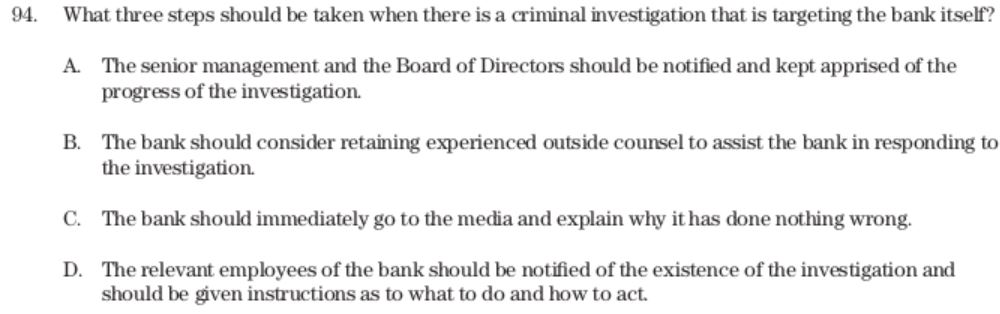 94. What three steps should be taken when there is a criminal investigation that is targeting the bank itself?
A. The senior management and the Board of Directors should be notified and kept apprised of the
progress of the investigation.
B. The bank should consider retaining experienced outside counsel to assist the bank in responding to
the investigation.
C. The bank should immediately go to the media and explain why it has done nothing wrong.
D. The relevant employees of the bank should be notified of the existence of the investigation and
should be given instructions as to what to do and how to act.